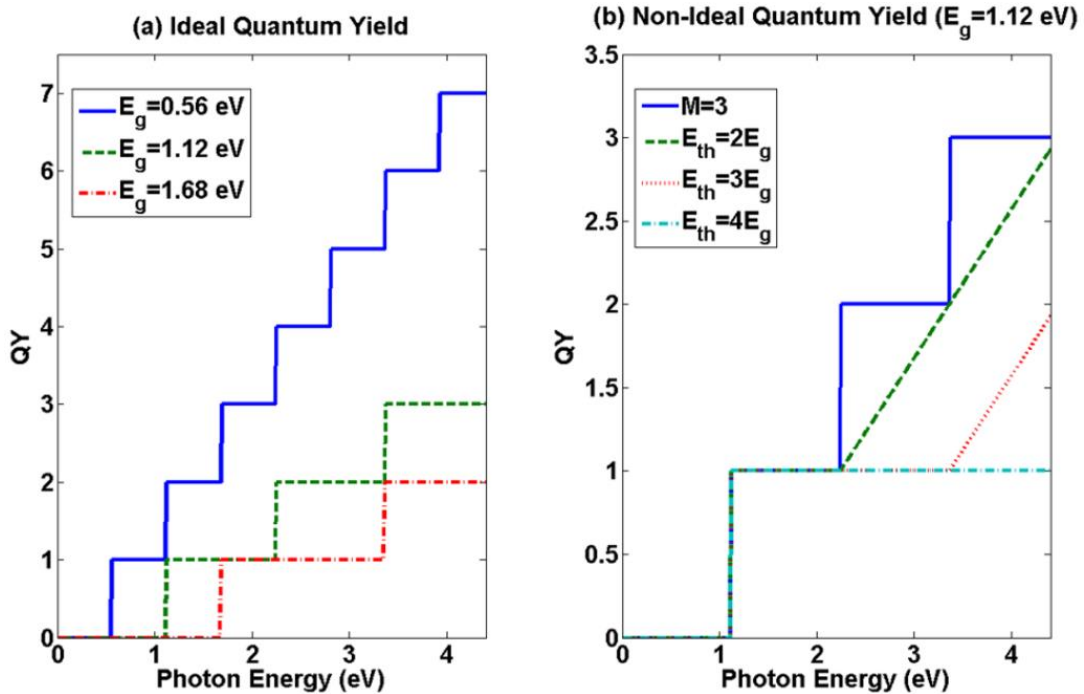 (a) Ideal Quantum Yield
7
6
5
4
3
2
1
0
QY
E_g=0.56 eV
E_g=1.12 eV
E_g=1.68 eV
0 1 2 3 4
Photon Energy (eV)
(b) Non-Ideal Quantum Yield (E_g=1.12 eV)
3.5
3
2.5
2
1.5
1
0.5
0
QY
M=3
E_th=2E_g
E_th=3E_g
E_th=4E_g
0 1 2 3 4
Photon Energy (eV)